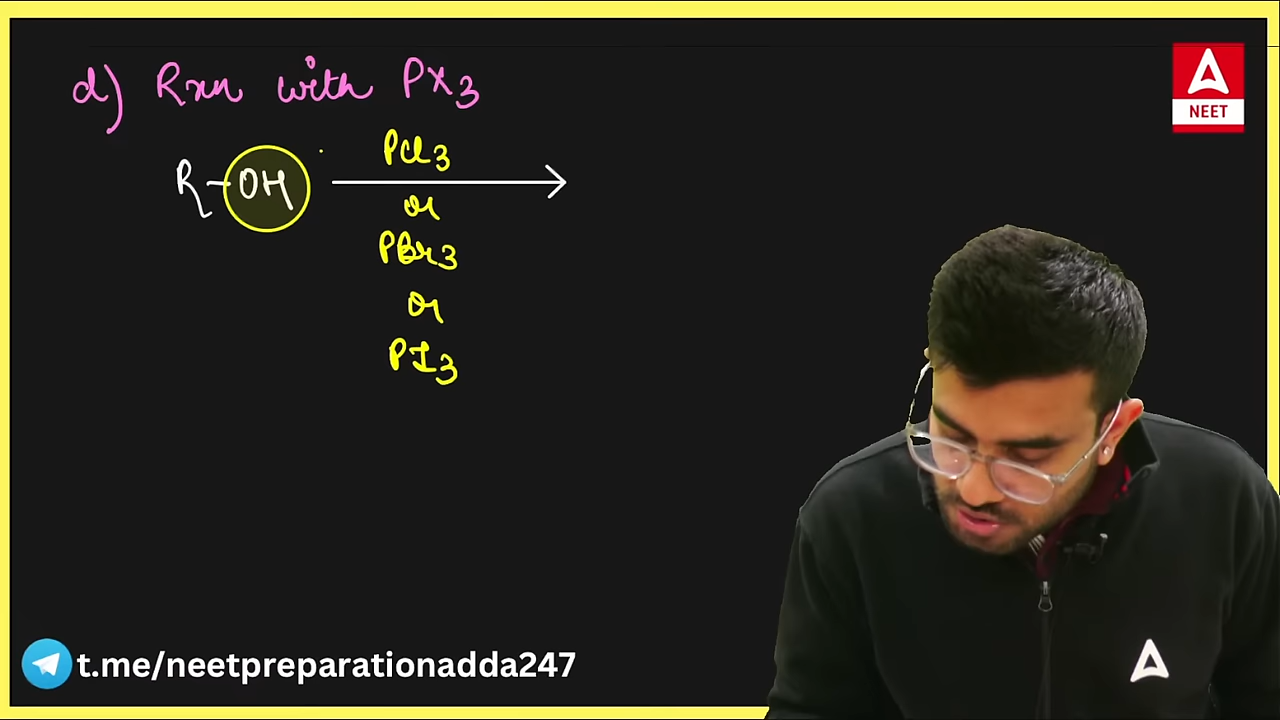 d) Rxn with PX3
R-OH
PCl3
or
PBr3
or
PI3
NEET
t.me/neetpreparationadda247